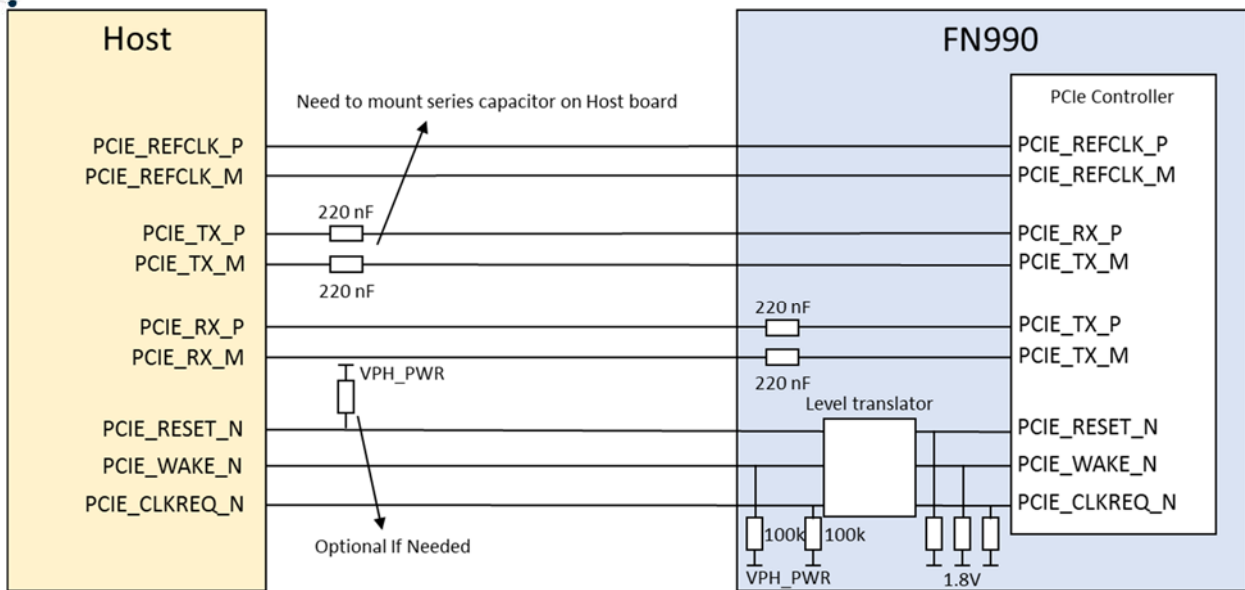 Host
FN990
PCIe Controller
Need to mount series capacitor on Host board
PCIE_REFCLK_P
PCIE_REFCLK_P
PCIE_REFCLK_M
PCIE_REFCLK_M
220 nF
PCIE_TX_P
PCIE_RX_P
PCIE_TX_M
PCIE_TX_M
220 nF
220 nF
PCIE_RX_P
PCIE_TX_P
PCIE_RX_M
PCIE_TX_M
VPH_PWR
220 nF
Level translator
PCIE_RESET_N
PCIE_RESET_N
PCIE_WAKE_N
PCIE_WAKE_N
PCIE_CLKREQ_N
PCIE_CLKREQ_N
100k
100k
Optional If Needed
VPH_PWR
1.8V